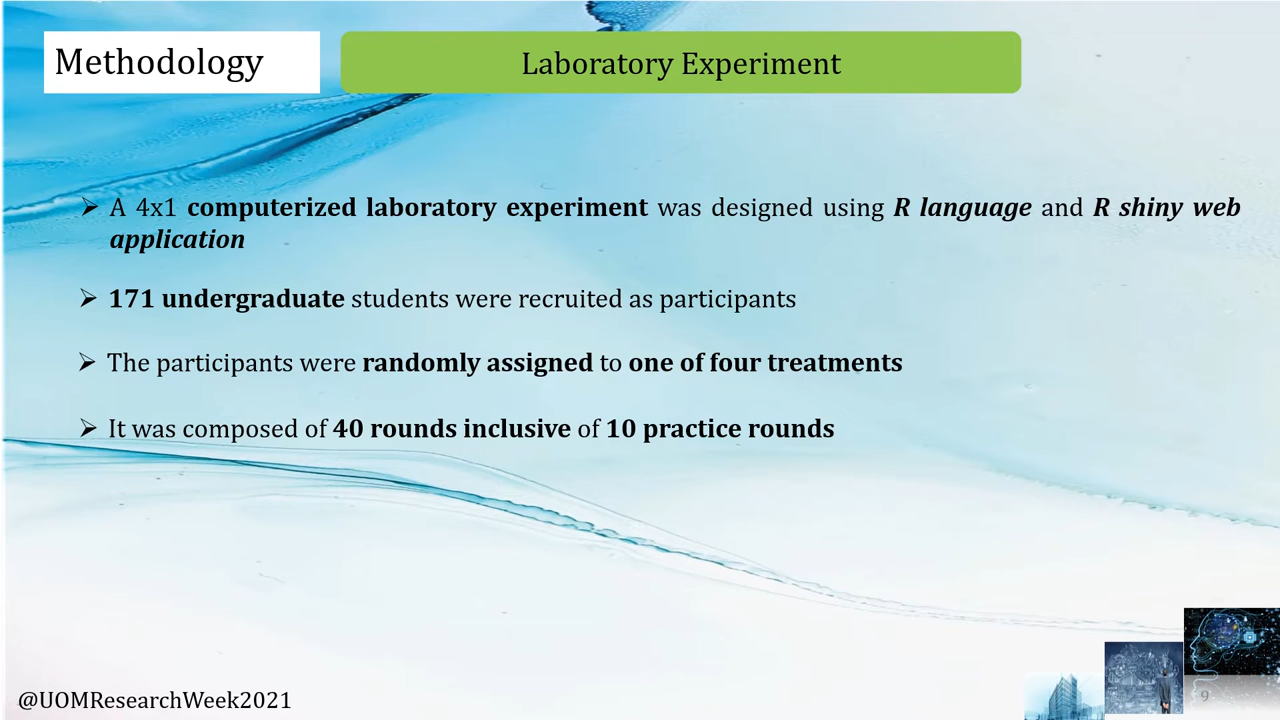 Methodology
Laboratory Experiment
➢ A 4x1 computerized laboratory experiment was designed using R language and R shiny web
application
➢ 171 undergraduate students were recruited as participants
➢ The participants were randomly assigned to one of four treatments
➢ It was composed of 40 rounds inclusive of 10 practice rounds
@UOMResearchWeek2021
9